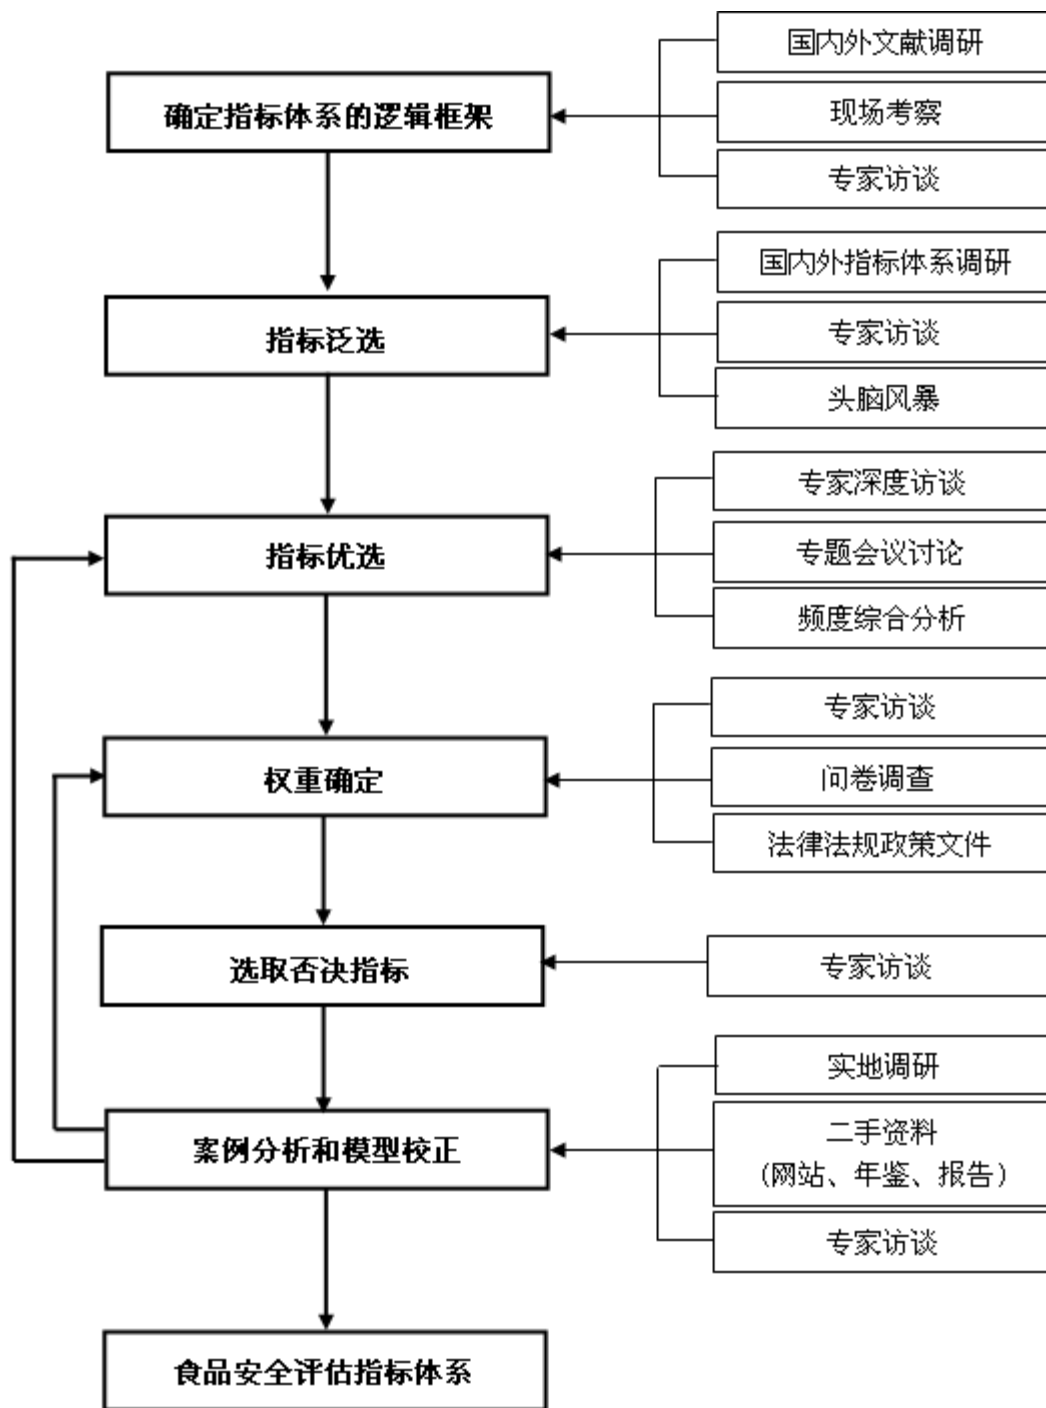 国内外文献调研
确定指标体系的逻辑框架
现场考察
专家访谈
国内外指标体系调研
指标泛选
专家访谈
头脑风暴
专家深度访谈
指标优选
专题会议讨论
频度综合分析
专家访谈
权重确定
问卷调查
法律法规政策文件
选取否决指标
专家访谈
实地调研
案例分析和模型校正
二手资料
（网站、年鉴、报告）
专家访谈
食品安全评估指标体系